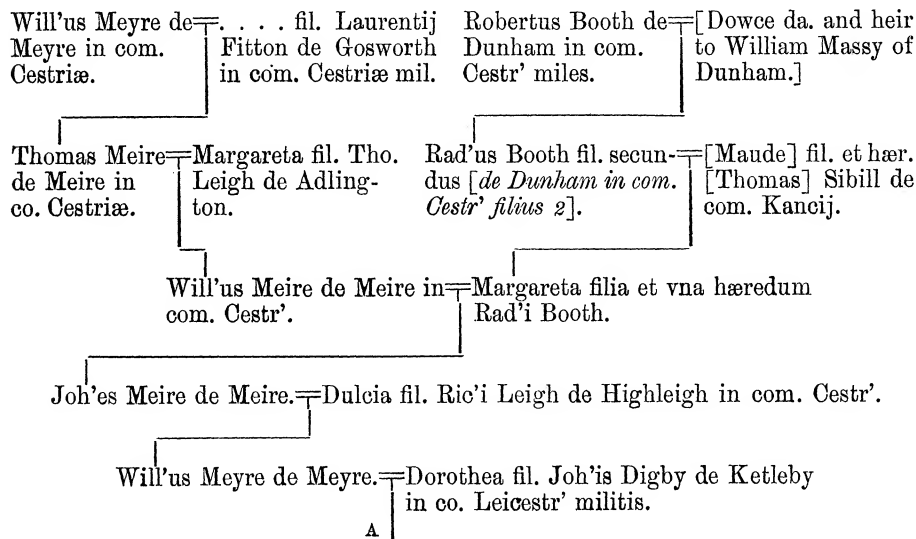 Will'us Meyre de
Meyre in com.
Cestriæ.
. . . . fil. Laurentij
Fitton de Gosworth
in com. Cestriæ mil.
Robertus Booth de
Dunham in com.
Cestr' miles.
[Dowce da. and heir
to William Massy of
Dunham.]
Thomas Meire
de Meire in
co. Cestriæ.
Margareta fil. Tho.
Leigh de Adling-
ton.
Rad'us Booth fil. secun-
dus [de Dunham in com.
Cestr' filius 2].
[Maude] fil. et hær.
[Thomas] Sibill de
com. Kancij.
Will'us Meire de Meire in
com. Cestr'.
Margareta filia et vna hæredum
Rad'i Booth.
Joh'es Meire de Meire.
Dulcia fil. Ric'i Leigh de Highleigh in com. Cestr'.
Will'us Meyre de Meyre.
Dorothea fil. Joh'is Digby de Ketleby
in co. Leicestr' militis.
A